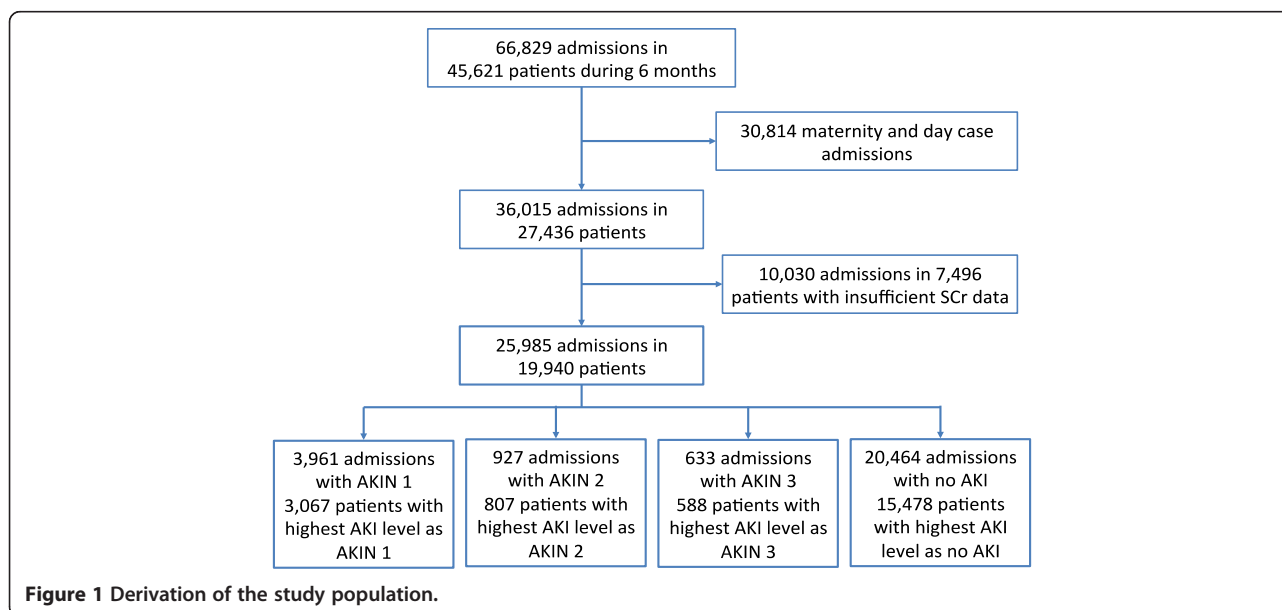 66,829 admissions in
45,621 patients during 6 months
30,814 maternity and day case
admissions
36,015 admissions in
27,436 patients
10,030 admissions in 7,496
patients with insufficient SCr data
25,985 admissions in
19,940 patients
3,961 admissions
with AKIN 1
3,067 patients with
highest AKI level as
AKIN 1
927 admissions
with AKIN 2
807 patients with
highest AKI level as
AKIN 2
633 admissions
with AKIN 3
588 patients with
highest AKI level as
AKIN 3
20,464 admissions
with no AKI
15,478 patients
with highest AKI
level as no AKI
Figure 1 Derivation of the study population.